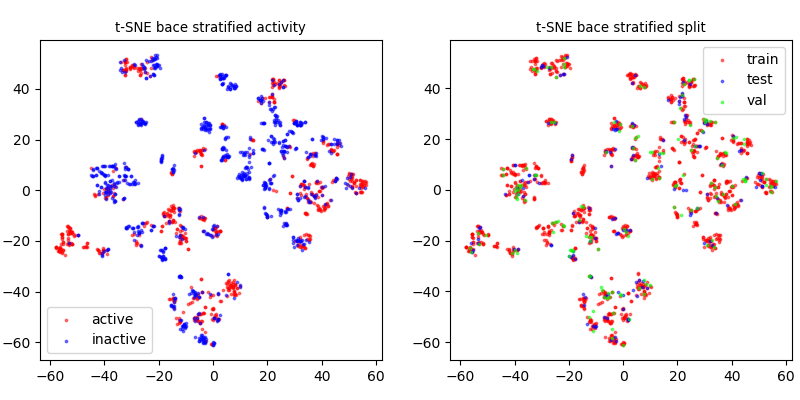 t-SNE bace stratified activity
40
20
0
−20
−40
−60
−60 −40 −20 0 20 40 60
active
inactive
t-SNE bace stratified split
40
20
0
−20
−40
−60
−60 −40 −20 0 20 40 60
train
test
val